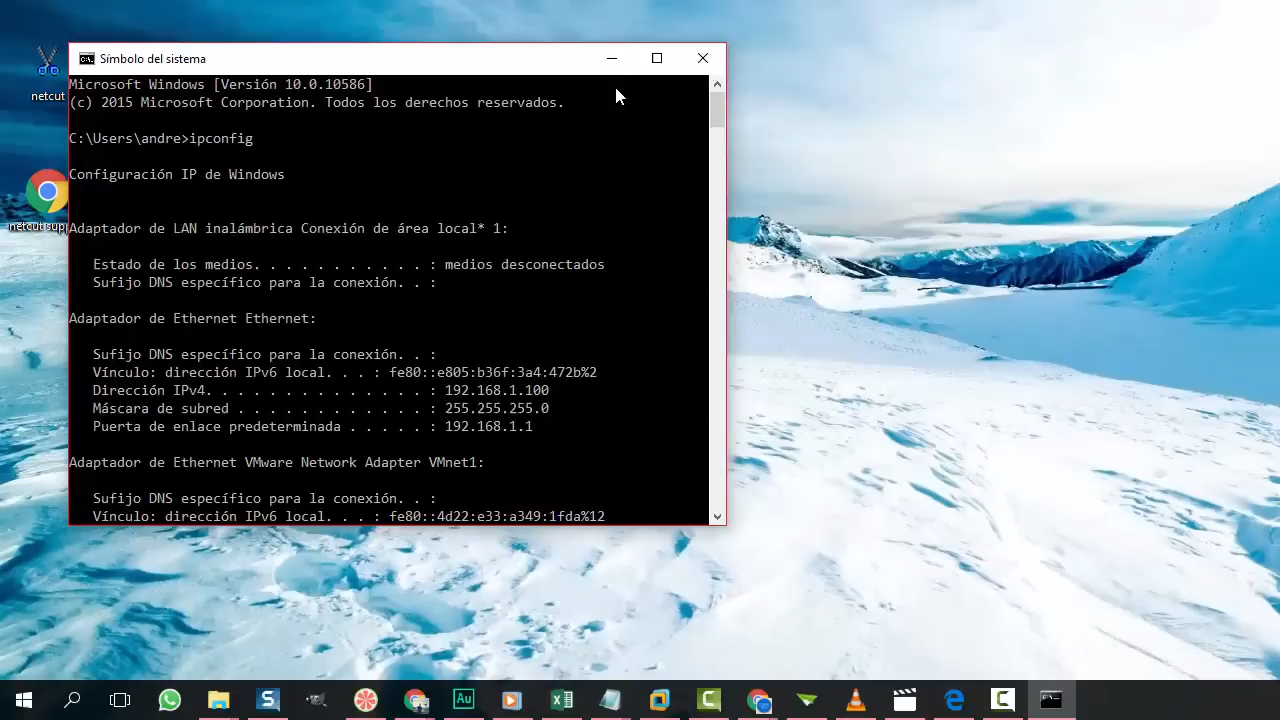 netcut
netcut
Símbolo del sistema
Microsoft Windows [Versión 10.0.10586]
(c) 2015 Microsoft Corporation. Todos los derechos reservados.
C:\Users\andre>ipconfig
Configuración IP de Windows
Adaptador de LAN inalámbrica Conexión de área local* 1:
Estado de los medios. . . . . . . . . . . : medios desconectados
Sufijo DNS específico para la conexión. . :
Adaptador de Ethernet Ethernet:
Sufijo DNS específico para la conexión. . :
Vínculo: dirección IPv6 local. . . : fe80::e805:b36f:3a4:472b%2
Dirección IPv4. . . . . . . . . . . . . . : 192.168.1.100
Máscara de subred . . . . . . . . . . . . : 255.255.255.0
Puerta de enlace predeterminada . . . . . : 192.168.1.1
Adaptador de Ethernet VMware Network Adapter VMnet1:
Sufijo DNS específico para la conexión. . :
Vínculo: dirección IPv6 local. . . : fe80::4d22:e33:a349:1fda%12